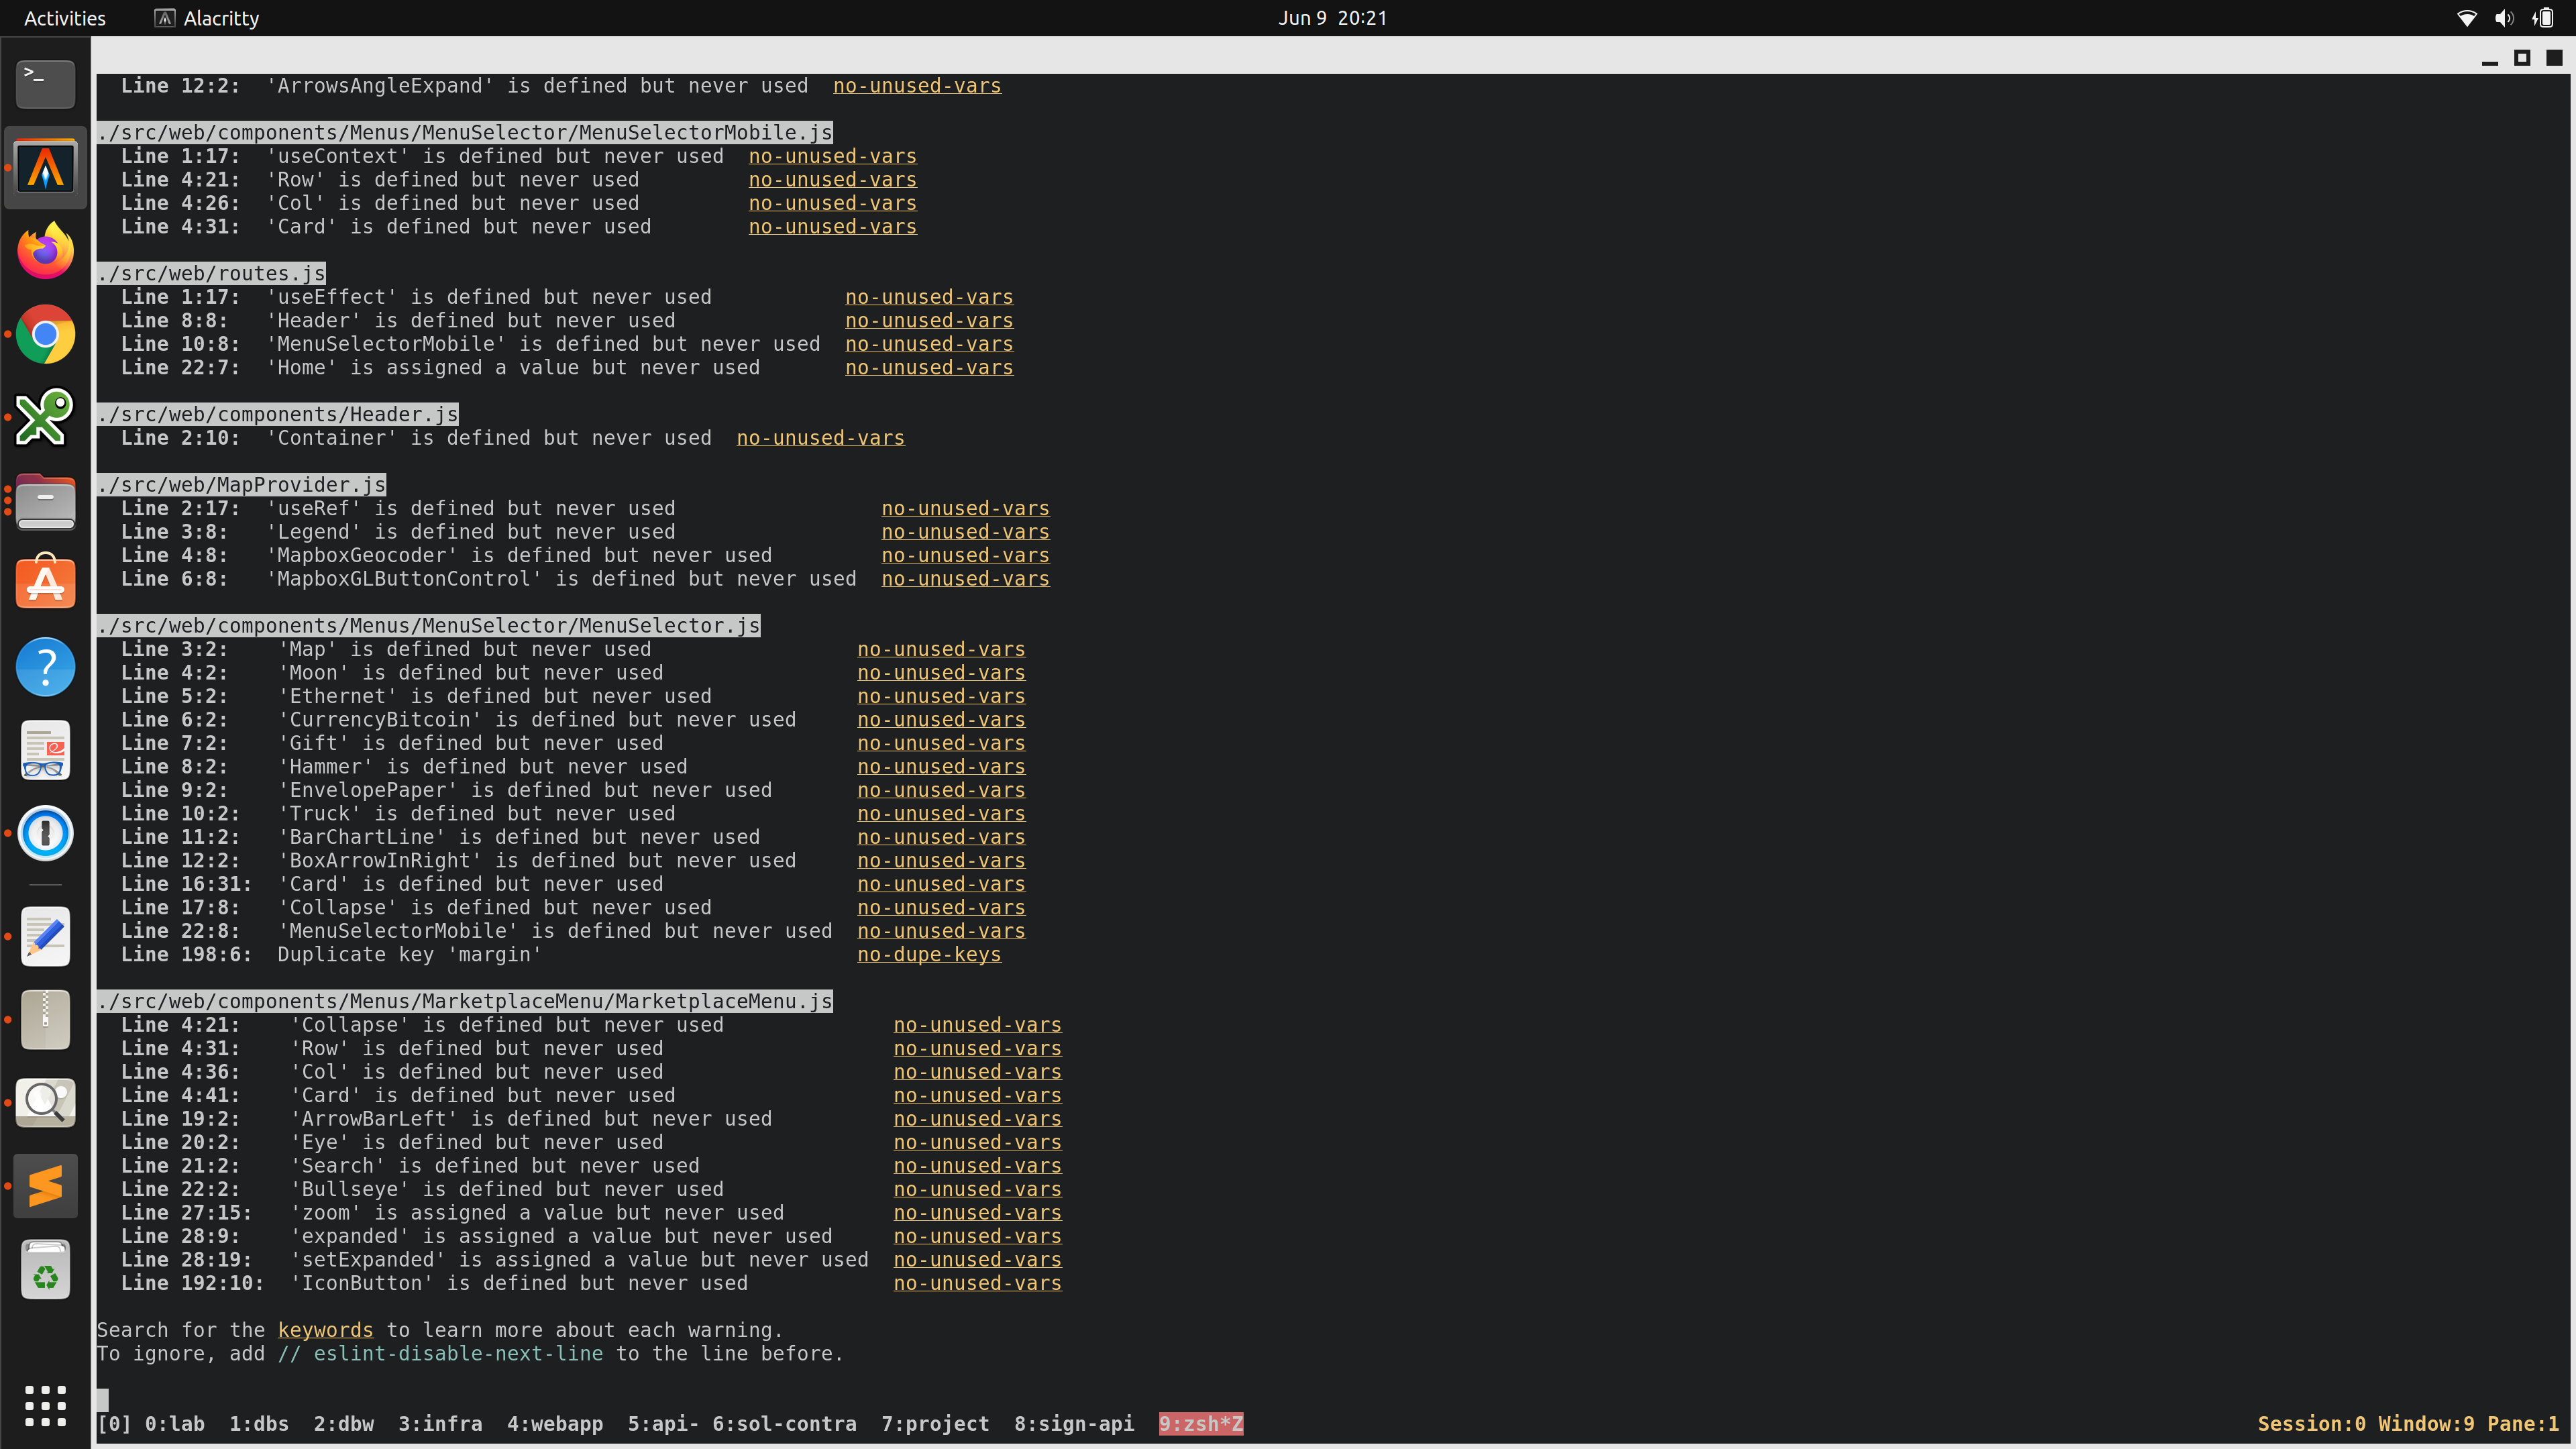 Activities Alacritty Jun 9 20:21
Line 12:2: 'ArrowsAngleExpand' is defined but never used no-unused-vars
./src/web/components/Menus/MenuSelector/MenuSelectorMobile.js
Line 1:17: 'useContext' is defined but never used no-unused-vars
Line 4:21: 'Row' is defined but never used no-unused-vars
Line 4:26: 'Col' is defined but never used no-unused-vars
Line 4:31: 'Card' is defined but never used no-unused-vars
./src/web/routes.js
Line 1:17: 'useEffect' is defined but never used no-unused-vars
Line 8:8: 'Header' is defined but never used no-unused-vars
Line 10:8: 'MenuSelectorMobile' is defined but never used no-unused-vars
Line 22:7: 'Home' is assigned a value but never used no-unused-vars
./src/web/components/Header.js
Line 2:10: 'Container' is defined but never used no-unused-vars
./src/web/MapProvider.js
Line 2:17: 'useRef' is defined but never used no-unused-vars
Line 3:8: 'Legend' is defined but never used no-unused-vars
Line 4:8: 'MapboxGeocoder' is defined but never used no-unused-vars
Line 6:8: 'MapboxGLButtonControl' is defined but never used no-unused-vars
./src/web/components/Menus/MenuSelector/MenuSelector.js
Line 3:2: 'Map' is defined but never used no-unused-vars
Line 4:2: 'Moon' is defined but never used no-unused-vars
Line 5:2: 'Ethernet' is defined but never used no-unused-vars
Line 6:2: 'CurrencyBitcoin' is defined but never used no-unused-vars
Line 7:2: 'Gift' is defined but never used no-unused-vars
Line 8:2: 'Hammer' is defined but never used no-unused-vars
Line 9:2: 'EnvelopePaper' is defined but never used no-unused-vars
Line 10:2: 'Truck' is defined but never used no-unused-vars
Line 11:2: 'BarChartLine' is defined but never used no-unused-vars
Line 12:2: 'BoxArrowInRight' is defined but never used no-unused-vars
Line 16:31: 'Card' is defined but never used no-unused-vars
Line 17:8: 'Collapse' is defined but never used no-unused-vars
Line 22:8: 'MenuSelectorMobile' is defined but never used no-unused-vars
Line 198:6: Duplicate key 'margin' no-dupe-keys
./src/web/components/Menus/MarketplaceMenu/MarketplaceMenu.js
Line 4:21: 'Collapse' is defined but never used no-unused-vars
Line 4:31: 'Row' is defined but never used no-unused-vars
Line 4:36: 'Col' is defined but never used no-unused-vars
Line 4:41: 'Card' is defined but never used no-unused-vars
Line 19:2: 'ArrowBarLeft' is defined but never used no-unused-vars
Line 20:2: 'Eye' is defined but never used no-unused-vars
Line 21:2: 'Search' is defined but never used no-unused-vars
Line 22:2: 'Bullseye' is defined but never used no-unused-vars
Line 27:15: 'zoom' is assigned a value but never used no-unused-vars
Line 28:9: 'expanded' is assigned a value but never used no-unused-vars
Line 28:19: 'setExpanded' is assigned a value but never used no-unused-vars
Line 192:10: 'IconButton' is defined but never used no-unused-vars
Search for the keywords to learn more about each warning.
To ignore, add // eslint-disable-next-line to the line before.
[0] 0:lab 1:dbs 2:dbw 3:infra 4:webapp 5:api- 6:sol-contra 7:project 8:sign-api 9:zsh*Z Session:0 Window:9 Pane:1